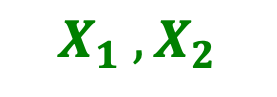 X₁ , X₂